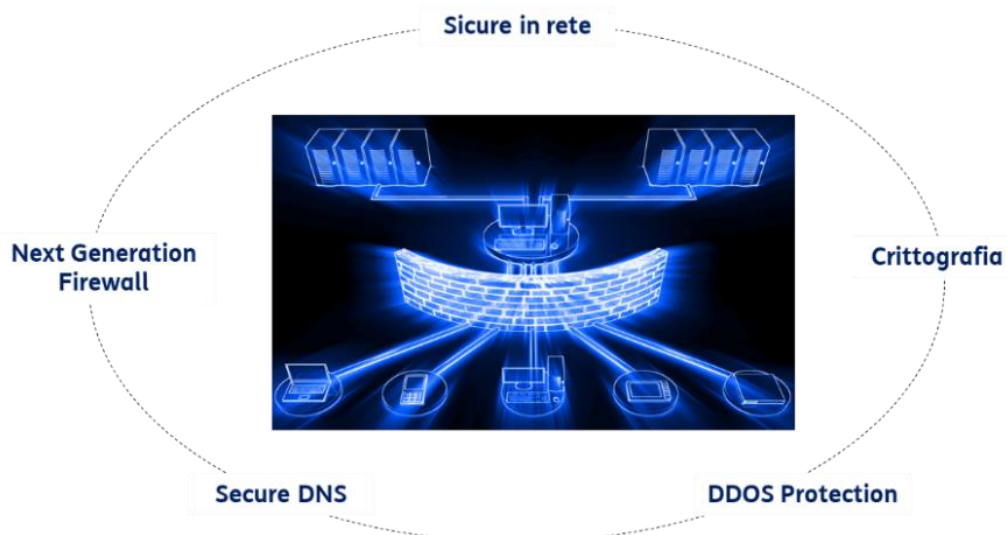 Sicure in rete
Next Generation
Firewall
Crittografia
Secure DNS
DDOS Protection